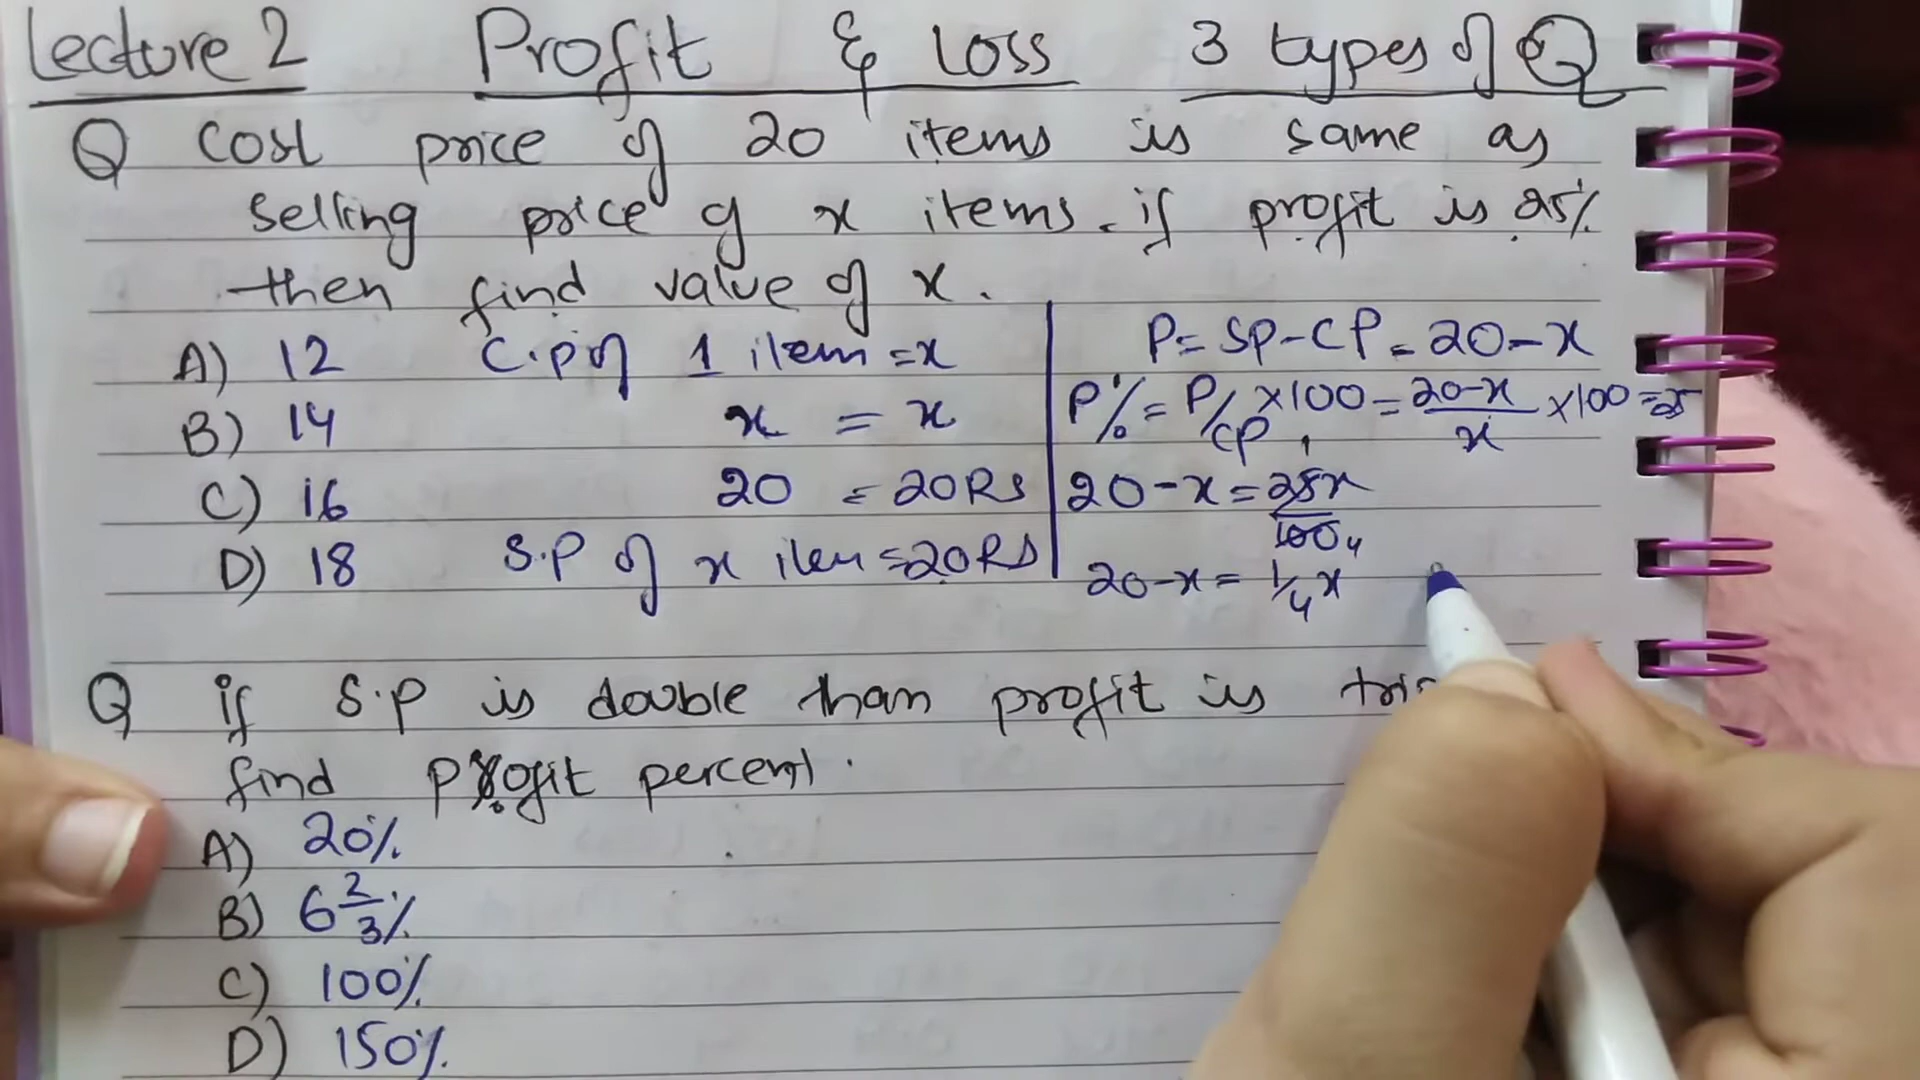 Lecture 2 Profit & Loss 3 types of Q
Q Cost price of 20 items is same as
selling price of x items. if profit is 25%
then find value of x.
A) 12
B) 14
C) 16
D) 18
C.P of 1 item = x
x = x
20 = 20Rs
S.P of x item = 20Rs
P = SP - CP = 20 - x
P% = P/CP × 100 = 20-x/x × 100 = 25
20 - x = 25x/100 1 4
20 - x = 1/4 x
Q if S.P is double than profit is
find profit percent.
A) 20%
B) 6 2/3%
C) 100%
D) 150%